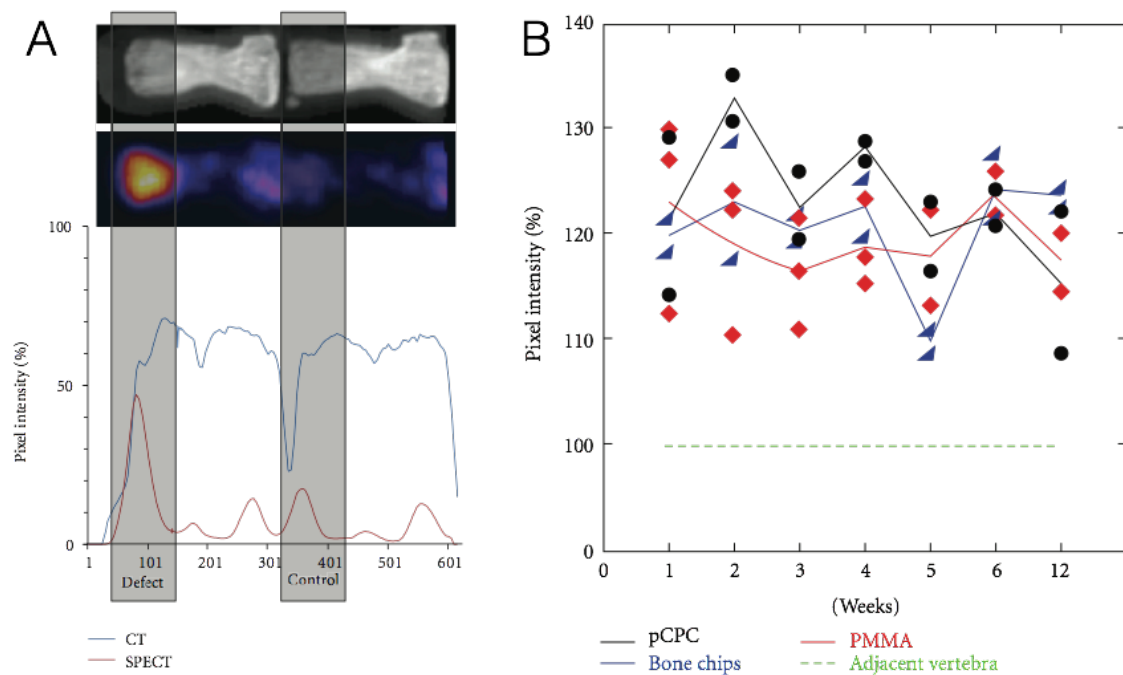 A
100
50
0
Pixel intensity (%)
1 101 201 301 401 501 601
Defect Control
CT
SPECT
B
140
130
120
110
100
0
Pixel intensity (%)
0 1 2 3 4 5 6 12
(Weeks)
pCPC PMMA
Bone chips Adjacent vertebra